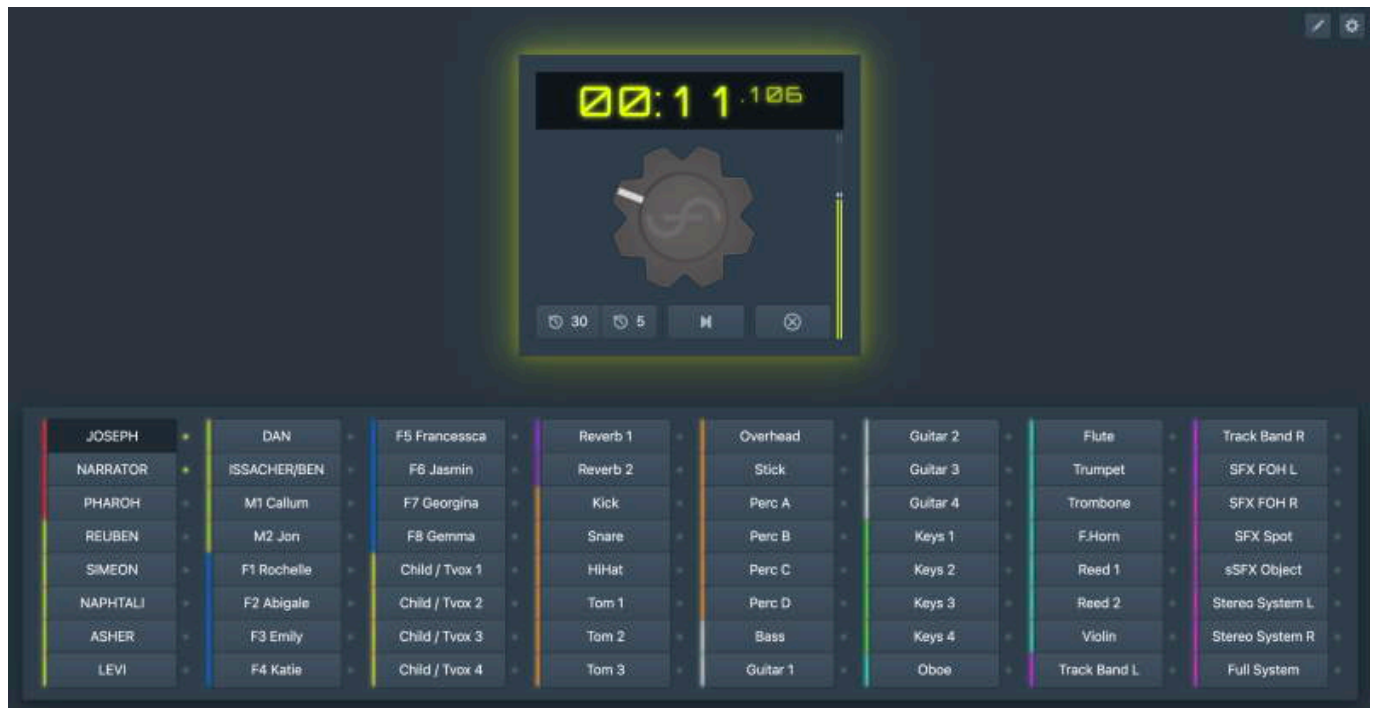 00:11.106
30 5
JOSEPH DAN F5 Francessca Reverb 1 Overhead Guitar 2 Flute Track Band R
NARRATOR ISSACHER/BEN F6 Jasmin Reverb 2 Stick Guitar 3 Trumpet SFX FOH L
PHAROH M1 Callum F7 Georgina Kick Perc A Guitar 4 Trombone SFX FOH R
REUBEN M2 Jon F8 Gemma Snare Perc B Keys 1 F.Horn SFX Spot
SIMEON F1 Rochelle Child / Tvox 1 HiHat Perc C Keys 2 Reed 1 sSFX Object
NAPHTALI F2 Abigale Child / Tvox 2 Tom 1 Perc D Keys 3 Reed 2 Stereo System L
ASHER F3 Emily Child / Tvox 3 Tom 2 Bass Keys 4 Violin Stereo System R
LEVI F4 Katie Child / Tvox 4 Tom 3 Guitar 1 Oboe Track Band L Full System